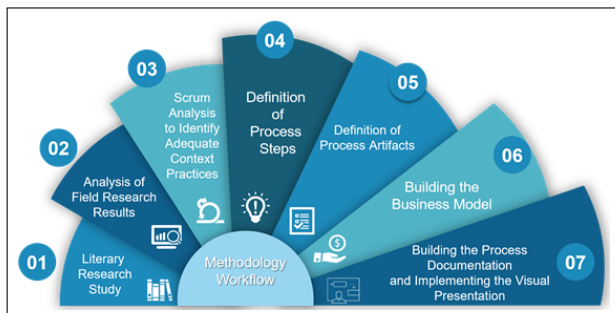 01
Literary
Research
Study
02
Analysis of
Field Research
Results
03
Scrum
Analysis
to Identify
Adequate
Context
Practices
04
Definition
of
Process
Steps
05
Definition of
Process Artifacts
06
Building the
Business Model
07
Building the Process
Documentation
and Implementing the Visual
Presentation
Methodology
Workflow
$